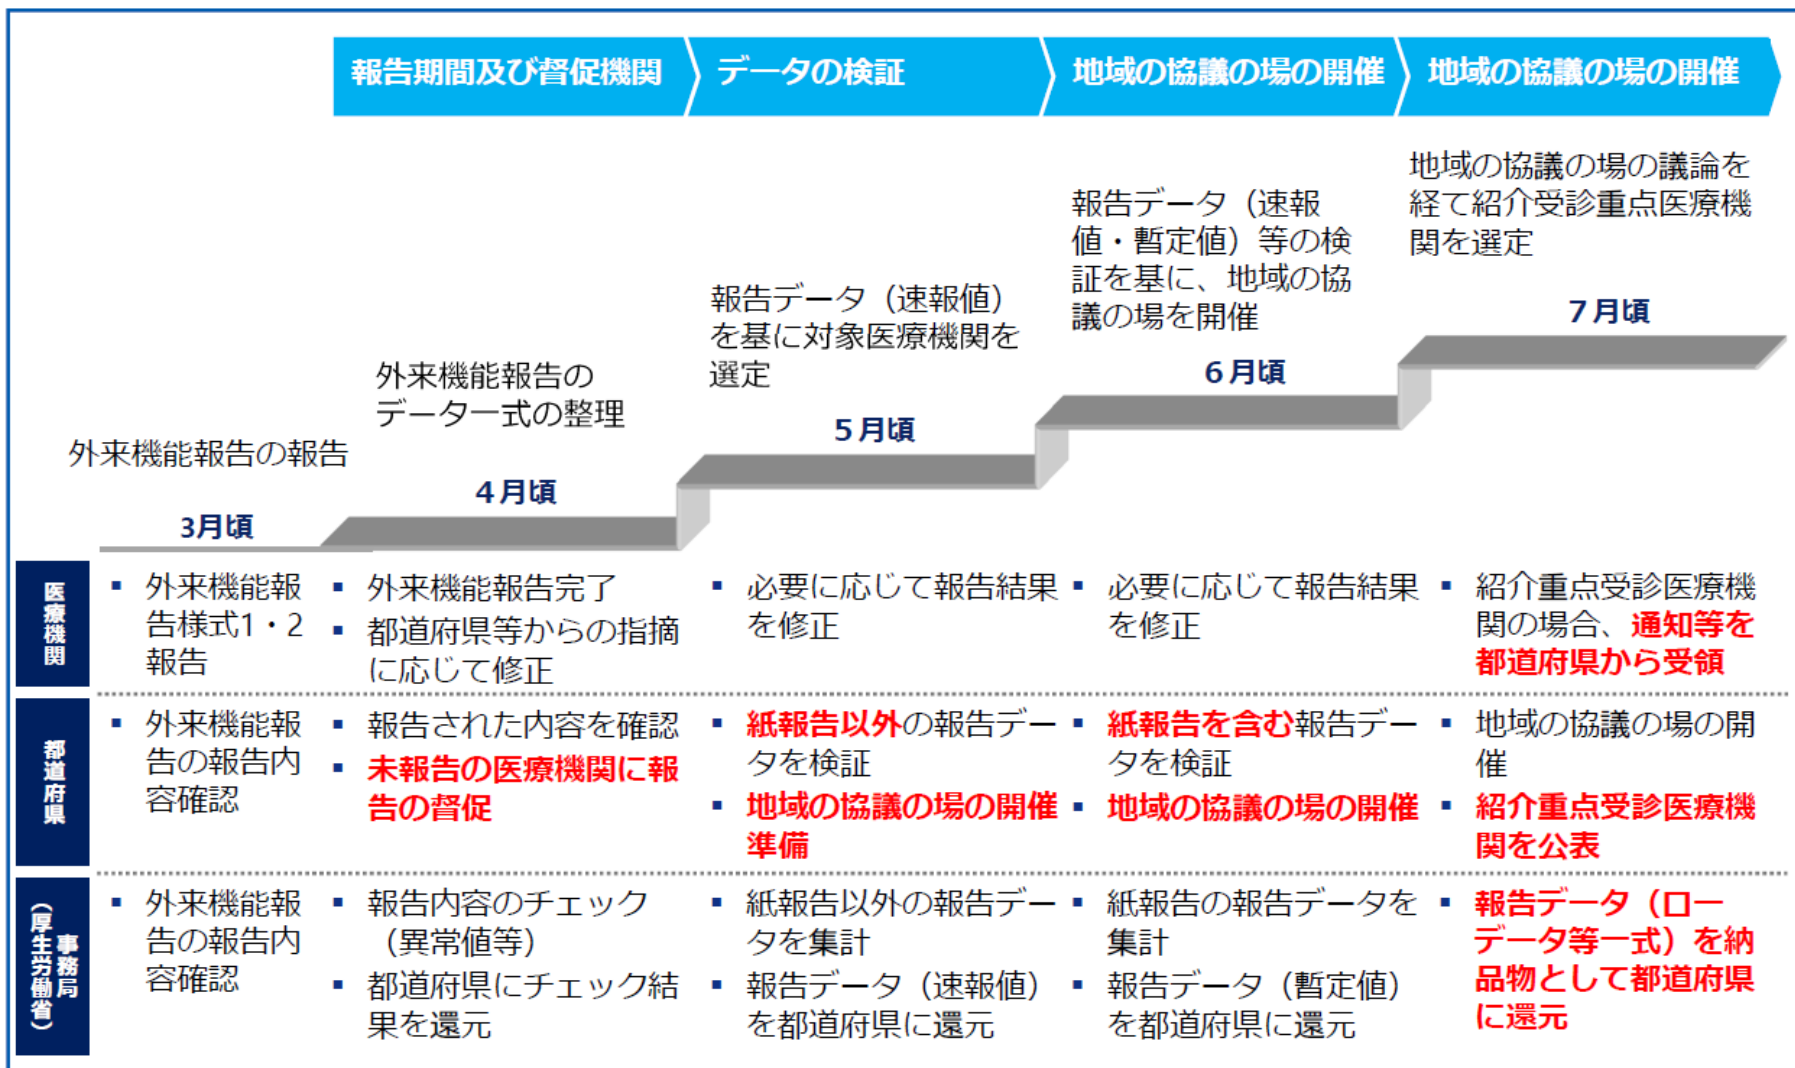 報告期間及び督促機関
データの検証
地域の協議の場の開催
地域の協議の場の開催
外来機能報告の報告
3月頃
外来機能報告の
データ一式の整理
４月頃
報告データ（速報値）
を基に対象医療機関を
選定
５月頃
報告データ（速報
値・暫定値）等の検
証を基に、地域の協
議の場を開催
６月頃
地域の協議の場の議論を
経て紹介受診重点医療機
関を選定
７月頃
医療機関
▪ 外来機能報
告様式1・2
報告
▪ 外来機能報告完了
▪ 都道府県等からの指摘
に応じて修正
▪ 必要に応じて報告結果
を修正
▪ 必要に応じて報告結果
を修正
▪ 紹介重点受診医療機
関の場合、通知等を
都道府県から受領
都道府県
▪ 外来機能報
告の報告内
容確認
▪ 報告された内容を確認
▪ 未報告の医療機関に報
告の督促
▪ 紙報告以外の報告デー
タを検証
▪ 地域の協議の場の開催
準備
▪ 紙報告を含む報告デー
タを検証
▪ 地域の協議の場の開催
▪ 地域の協議の場の開
催
▪ 紹介重点受診医療機
関を公表
事務局
（厚生労働省）
▪ 外来機能報
告の報告内
容確認
▪ 報告内容のチェック
（異常値等）
▪ 都道府県にチェック結
果を還元
▪ 紙報告以外の報告デー
タを集計
▪ 報告データ（速報値）
を都道府県に還元
▪ 紙報告の報告データを
集計
▪ 報告データ（暫定値）
を都道府県に還元
▪ 報告データ（ロー
データ等一式）を納
品物として都道府県
に還元